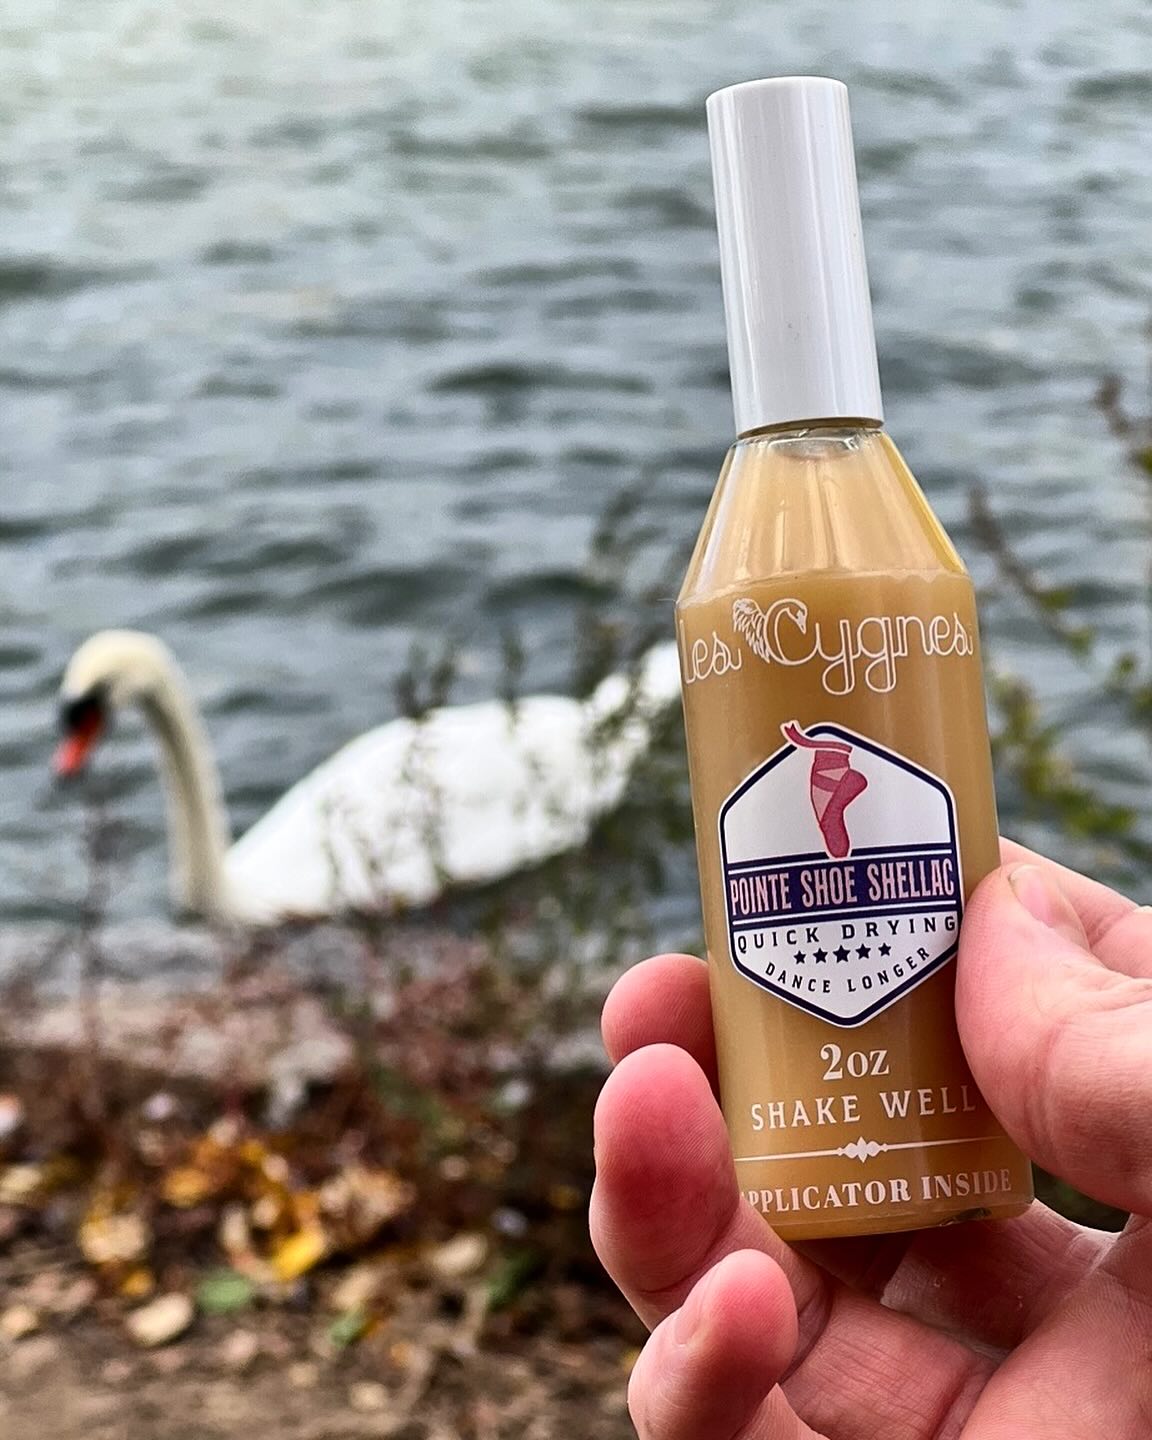 Les Cygnes
POINTE SHOE SHELLAC
QUICK DRYING
DANCE LONGER
2oz
SHAKE WELL
APPLICATOR INSIDE